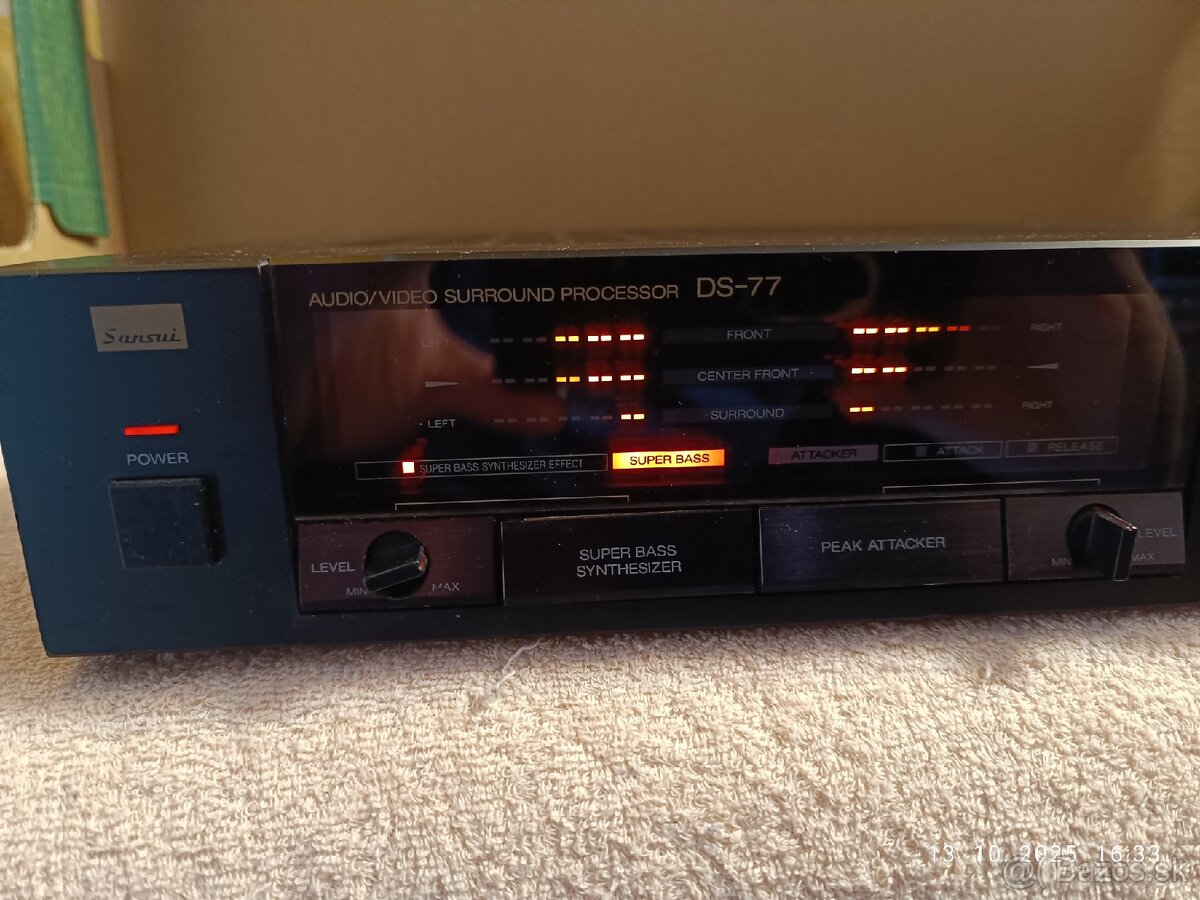 Sansui
AUDIO/VIDEO SURROUND PROCESSOR DS-77
LEFT FRONT RIGHT
CENTER FRONT
LEFT SURROUND RIGHT
SUPER BASS SYNTHESIZER EFFECT SUPER BASS ATTACKER ATTACK RELEASE
POWER
LEVEL MIN MAX
SUPER BASS
SYNTHESIZER
PEAK ATTACKER
LEVEL MIN MAX
13 10 2025 16:33
@ Bazos.sk